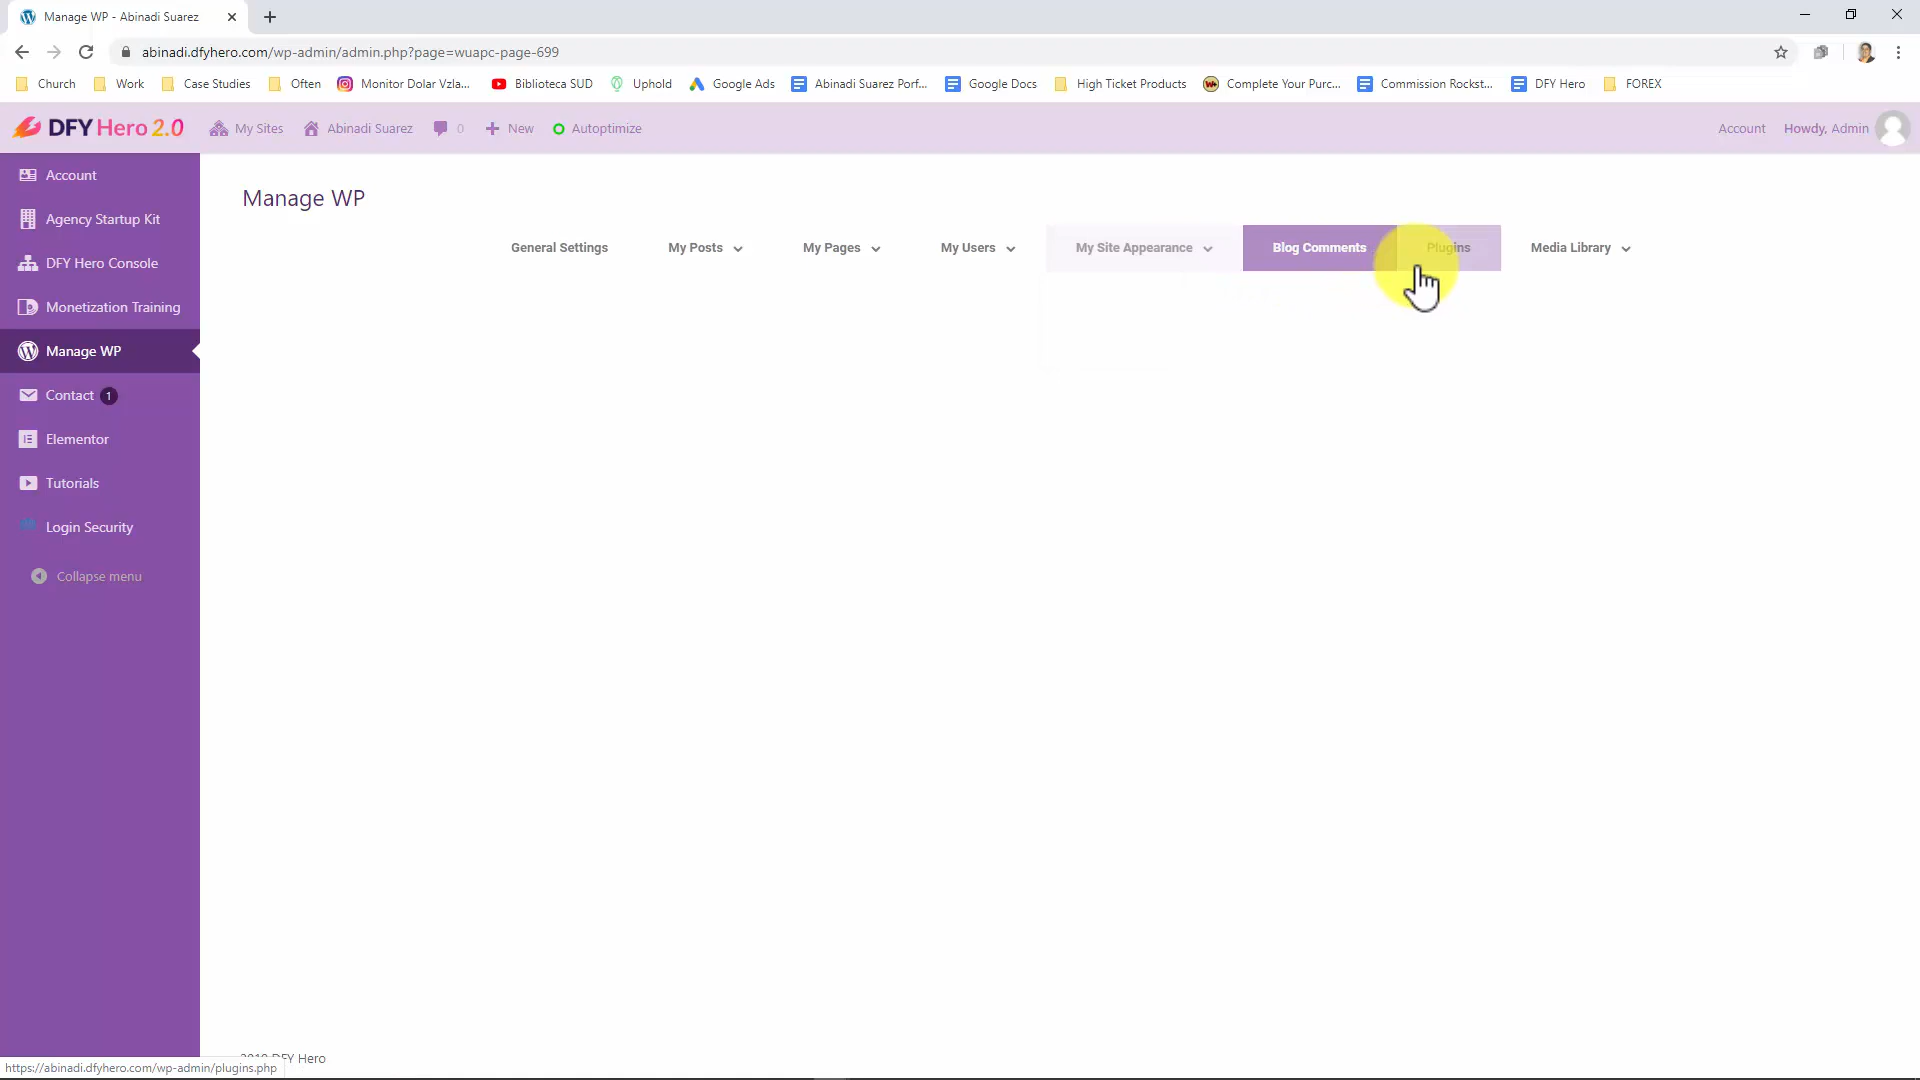 Manage WP - Abinadi Suarez
abinadi.dfyhero.com/wp-admin/admin.php?page=wuapc-page-699
Church Work Case Studies Often Monitor Dolar Vzla... Biblioteca SUD Uphold Google Ads Abinadi Suarez Porf... Google Docs High Ticket Products Complete Your Purc... Commission Rockst... DFY Hero FOREX
DFY Hero 2.0 My Sites Abinadi Suarez 0 New Autoptimize Account Howdy, Admin
Account
Agency Startup Kit
DFY Hero Console
Monetization Training
Manage WP
Contact 1
Elementor
Tutorials
Login Security
Collapse menu
Manage WP
General Settings My Posts My Pages My Users My Site Appearance Blog Comments Plugins Media Library
2019 DFY Hero
https://abinadi.dfyhero.com/wp-admin/plugins.php